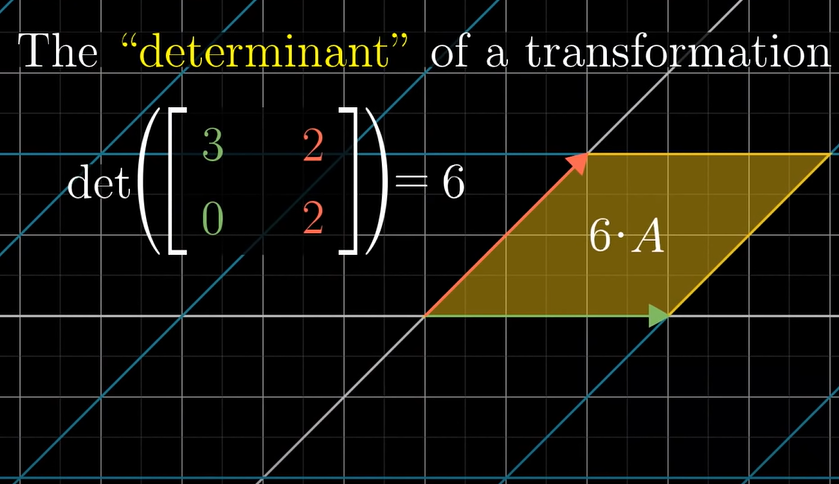 The “determinant” of a transformation
det([3 2
0 2]) = 6
6·A